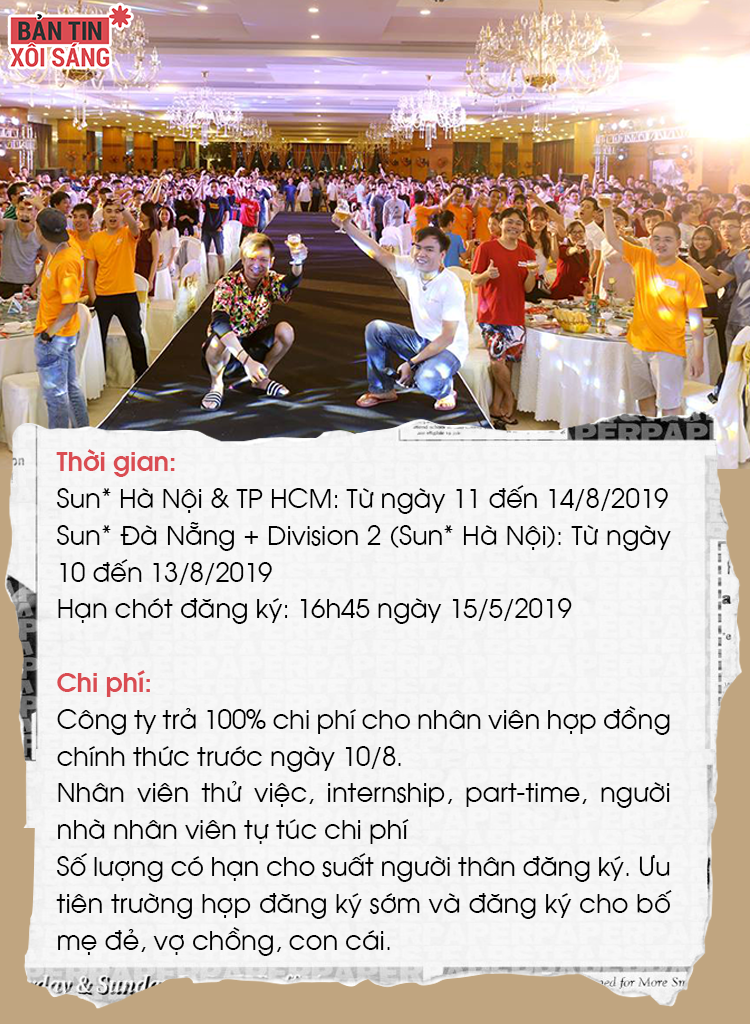 BẢN TIN
XÔI SÁNG
Thời gian:
Sun* Hà Nội & TP HCM: Từ ngày 11 đến 14/8/2019
Sun* Đà Nẵng + Division 2 (Sun* Hà Nội): Từ ngày
10 đến 13/8/2019
Hạn chót đăng ký: 16h45 ngày 15/5/2019
Chi phí:
Công ty trả 100% chi phí cho nhân viên hợp đồng
chính thức trước ngày 10/8.
Nhân viên thử việc, internship, part-time, người
nhà nhân viên tự túc chi phí
Số lượng có hạn cho suất người thân đăng ký. Ưu
tiên trường hợp đăng ký sớm và đăng ký cho bố
mẹ đẻ, vợ chồng, con cái.
& Sunda
for More